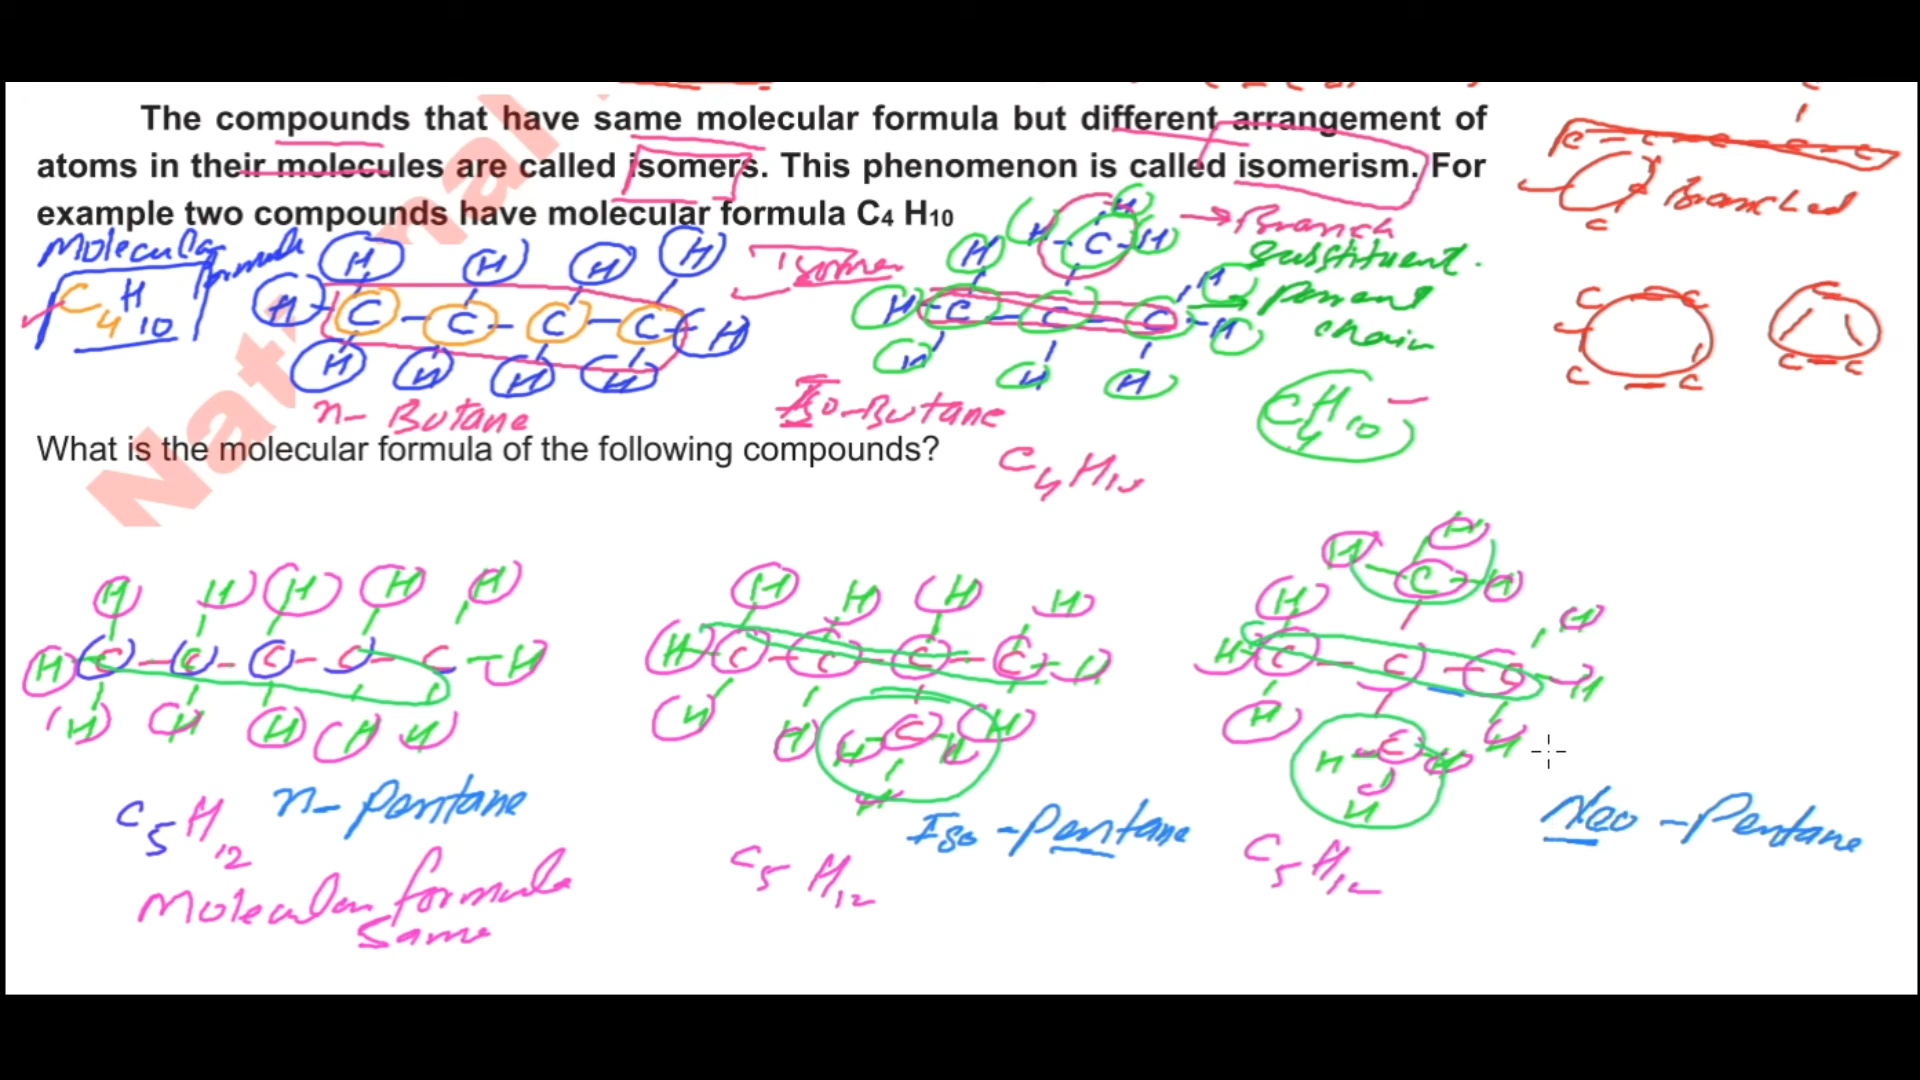 The compounds that have same molecular formula but different arrangement of
atoms in their molecules are called isomers. This phenomenon is called isomerism. For
example two compounds have molecular formula C4 H10
Molecular formula
C4H10
Isomer
Branch
substituent.
Parent
chain
Branched
n- Butane
Iso-Butane
C4H10
C4H10
What is the molecular formula of the following compounds?
H H H H H
H C - C - C - C - C - H
H H H H H
n-Pentane
C5H12
Iso-Pentane
C5H12
Neo-Pentane
C5H12
Molecular formula
Same
National